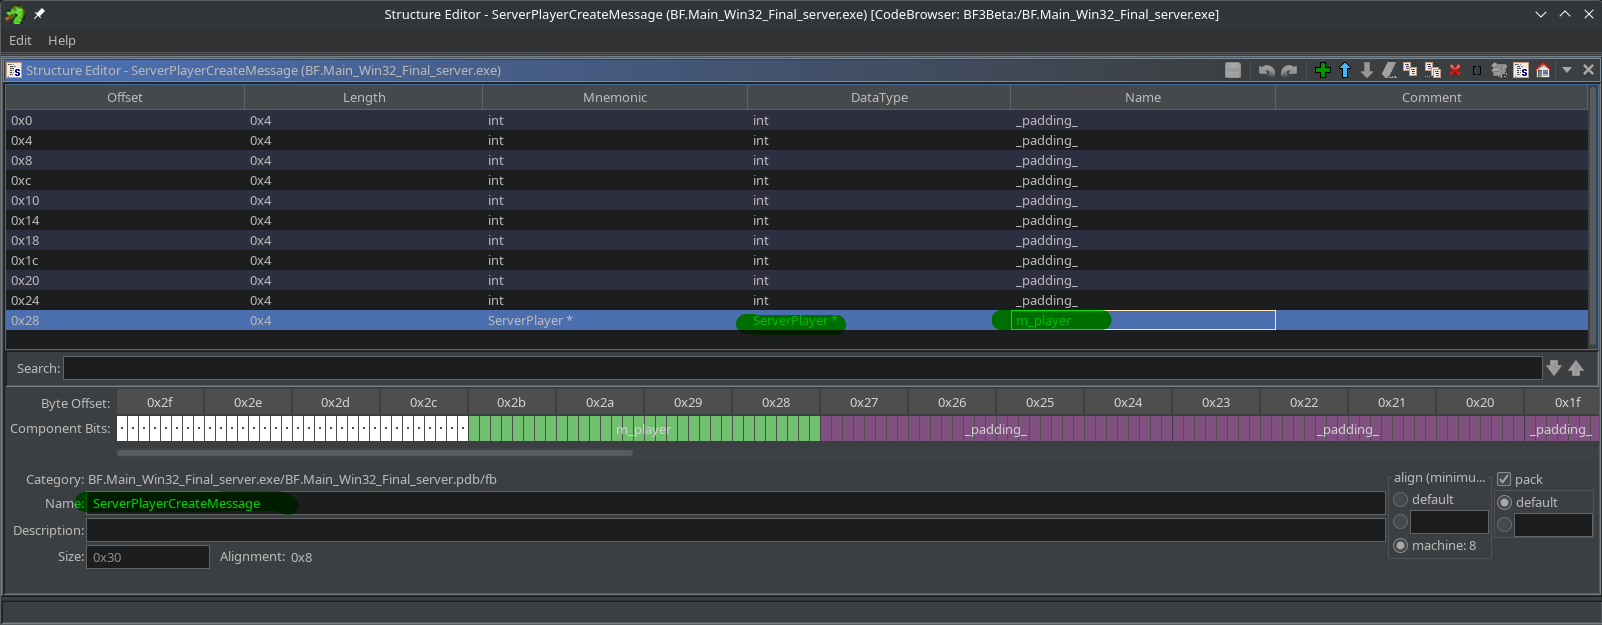 Structure Editor - ServerPlayerCreateMessage (BF.Main_Win32_Final_server.exe) [CodeBrowser: BF3Beta:/BF.Main_Win32_Final_server.exe]
Edit Help
Structure Editor - ServerPlayerCreateMessage (BF.Main_Win32_Final_server.exe)
Offset Length Mnemonic DataType Name Comment
0x0 0x4 int int _padding_
0x4 0x4 int int _padding_
0x8 0x4 int int _padding_
0xc 0x4 int int _padding_
0x10 0x4 int int _padding_
0x14 0x4 int int _padding_
0x18 0x4 int int _padding_
0x1c 0x4 int int _padding_
0x20 0x4 int int _padding_
0x24 0x4 int int _padding_
0x28 0x4 ServerPlayer * ServerPlayer * m_player
Search:
Byte Offset: 0x2f 0x2e 0x2d 0x2c 0x2b 0x2a 0x29 0x28 0x27 0x26 0x25 0x24 0x23 0x22 0x21 0x20 0x1f
Component Bits: m_player _padding_ _padding_ _padding_
Category: BF.Main_Win32_Final_server.exe/BF.Main_Win32_Final_server.pdb/fb
Name: ServerPlayerCreateMessage
Description:
Size: 0x30 Alignment: 0x8
align (minimu...
default
machine: 8
pack
default